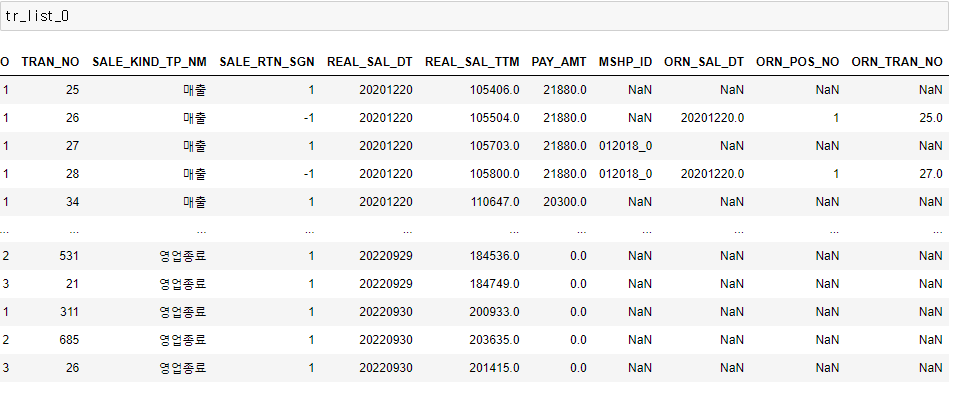 tr_list_0
O TRAN_NO SALE_KIND_TP_NM SALE_RTN_SGN REAL_SAL_DT REAL_SAL_TTM PAY_AMT MSHP_ID ORN_SAL_DT ORN_POS_NO ORN_TRAN_NO
1 25 매출 1 20201220 105406.0 21880.0 NaN NaN NaN NaN
1 26 매출 -1 20201220 105504.0 21880.0 NaN 20201220.0 1 25.0
1 27 매출 1 20201220 105703.0 21880.0 012018_0 NaN NaN NaN
1 28 매출 -1 20201220 105800.0 21880.0 012018_0 20201220.0 1 27.0
1 34 매출 1 20201220 110647.0 20300.0 NaN NaN NaN NaN
... ... ... ... ... ... ... ... ... ... ...
2 531 영업종료 1 20220929 184536.0 0.0 NaN NaN NaN NaN
3 21 영업종료 1 20220929 184749.0 0.0 NaN NaN NaN NaN
1 311 영업종료 1 20220930 200933.0 0.0 NaN NaN NaN NaN
2 685 영업종료 1 20220930 203635.0 0.0 NaN NaN NaN NaN
3 26 영업종료 1 20220930 201415.0 0.0 NaN NaN NaN NaN